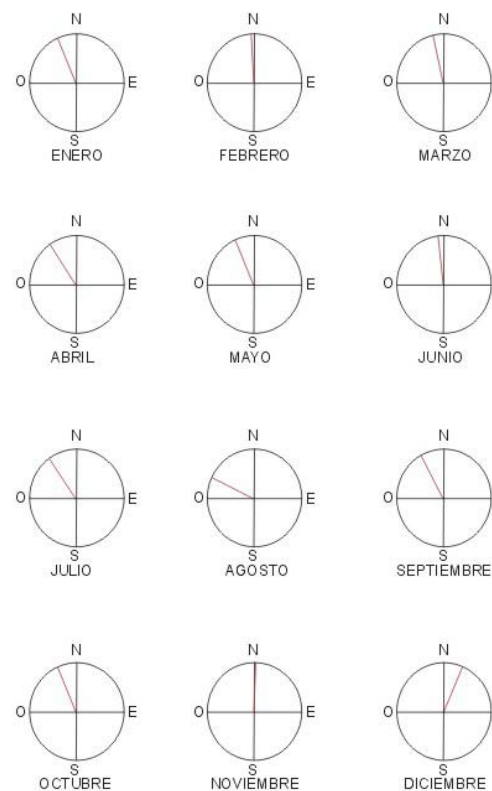 N N N
O E O E O
S S S
ENERO FEBRERO MARZO
N N N
O E O E O
S S S
ABRIL MAYO JUNIO
N N N
O E O E O
S S S
JULIO AGOSTO SEPTIEMBRE
N N N
O E O E O
S S S
OCTUBRE NOVIEMBRE DICIEMBRE